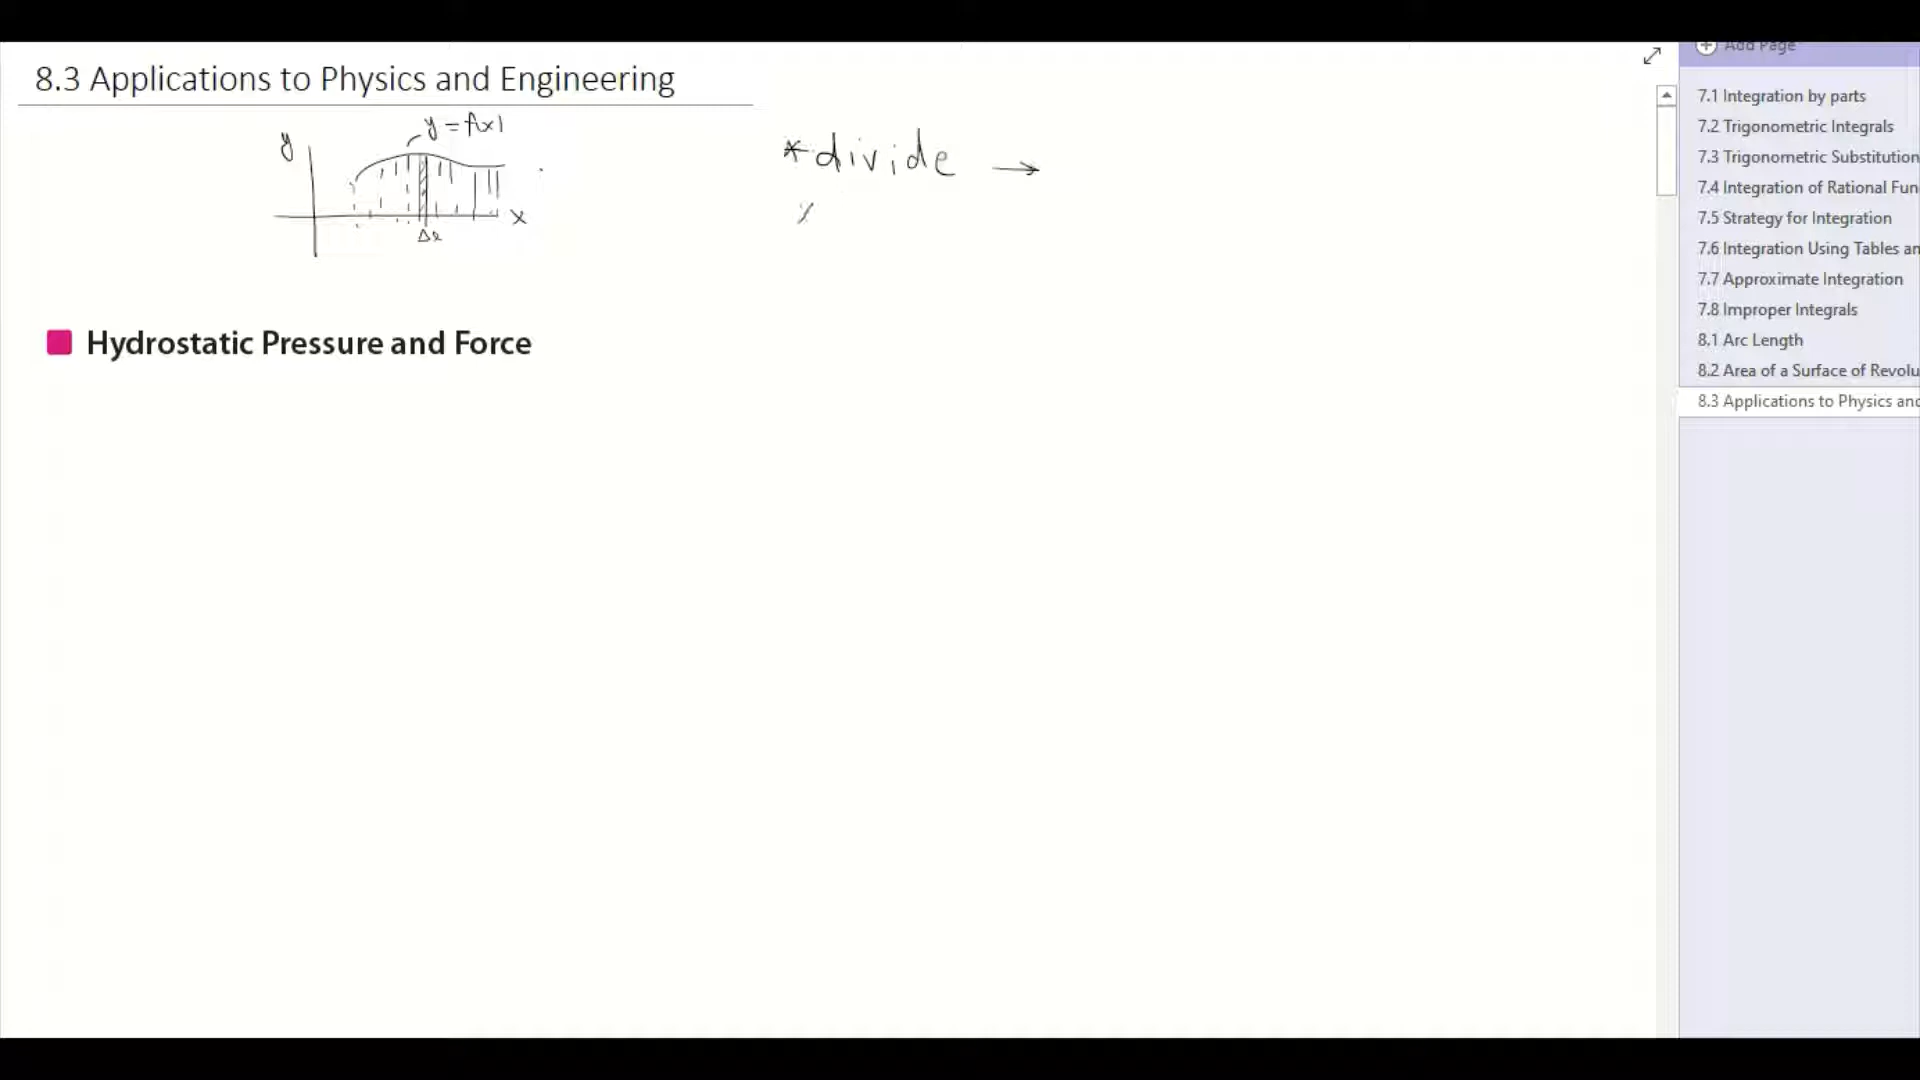 8.3 Applications to Physics and Engineering
y = f(x)
y
x
Δx
*divide →
Hydrostatic Pressure and Force
Add Page
7.1 Integration by parts
7.2 Trigonometric Integrals
7.3 Trigonometric Substitution
7.4 Integration of Rational Fun
7.5 Strategy for Integration
7.6 Integration Using Tables an
7.7 Approximate Integration
7.8 Improper Integrals
8.1 Arc Length
8.2 Area of a Surface of Revolu
8.3 Applications to Physics and